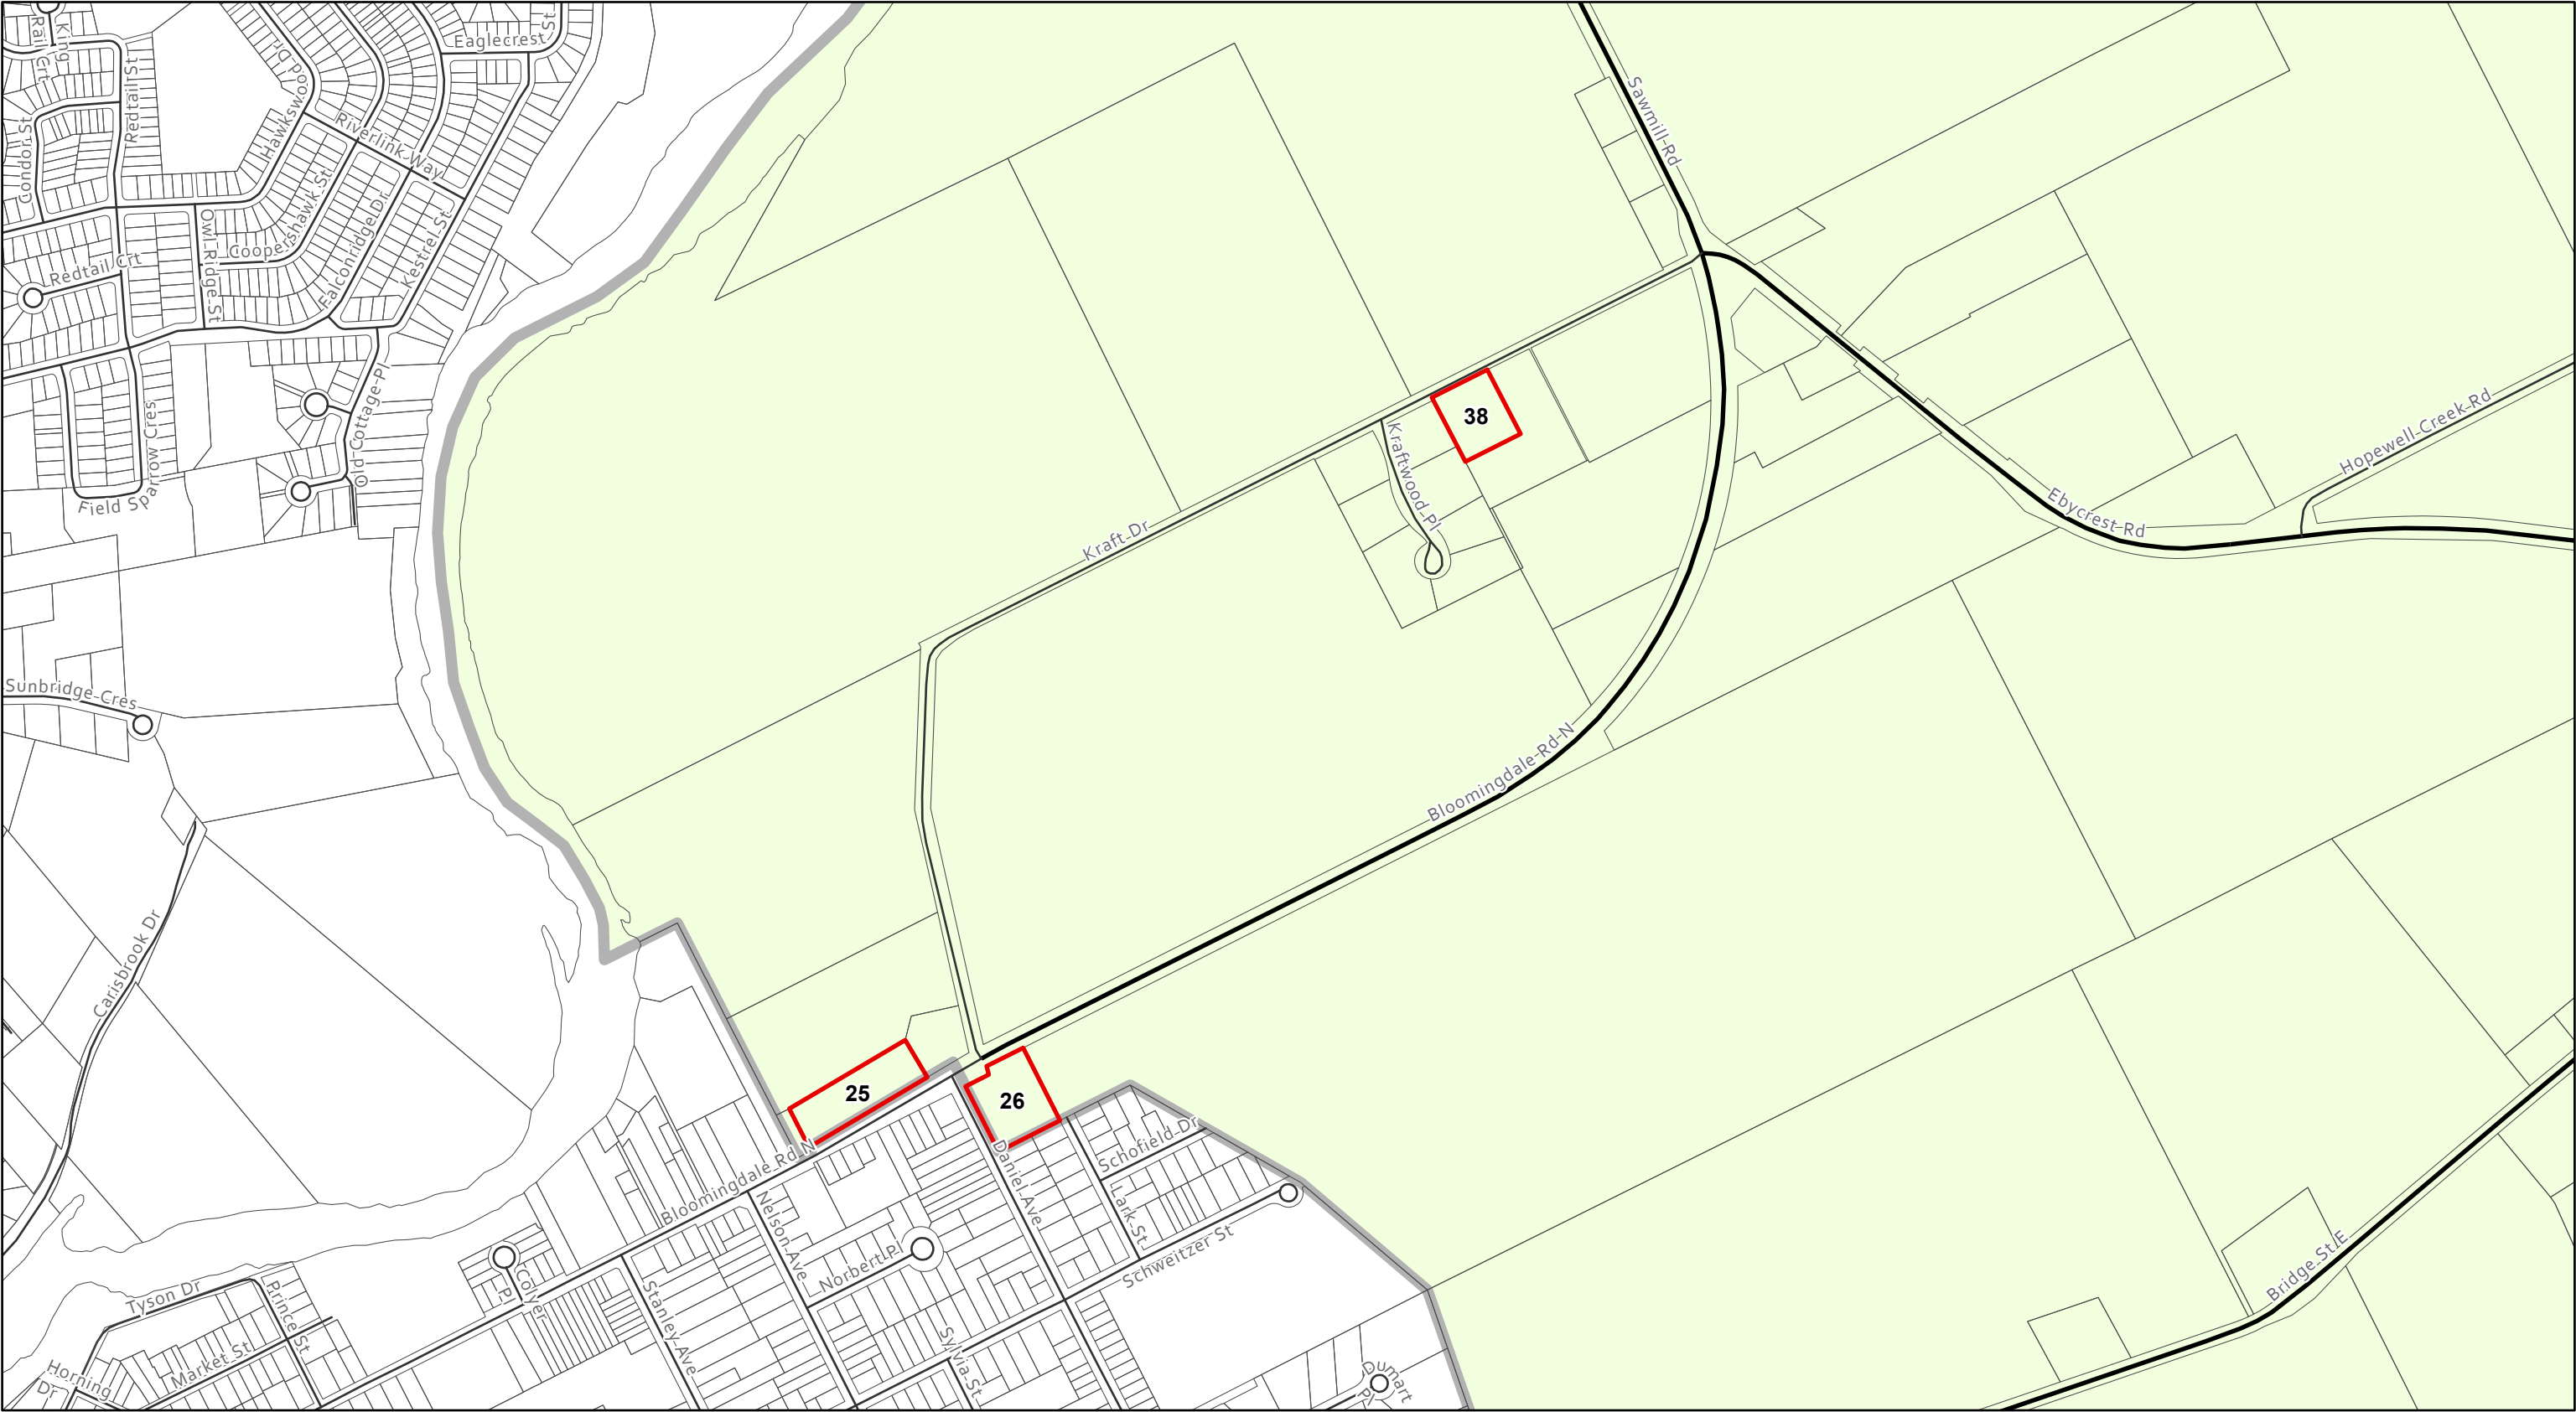 King
Rail Crt
Redtail St
Condor St
Hawkswood Dr
Eaglecrest St
Riverlink Way
Coopershawk St
Falconridge Dr
Kestrel St
Owl Ridge St
Redtail Crt
Old Cottage Pl
Field Sparrow Cres
Sunbridge Cres
Carisbrook Dr
Sawmill Rd
38
Kraftwood Pl
Kraft Dr
Hopewell Creek Rd
Ebycrest Rd
Bloomingdale Rd N
25
26
Bloomingdale Rd N
Daniel Ave
Schofield Dr
Lark St
Schweitzer St
Nelson Ave
Norbert Pl
Colyer
Pl
Stanley Ave
Sylvia St
Tyson Dr
Prince St
Market St
Horning
Dr
Dumart
Pl
Bridge St E